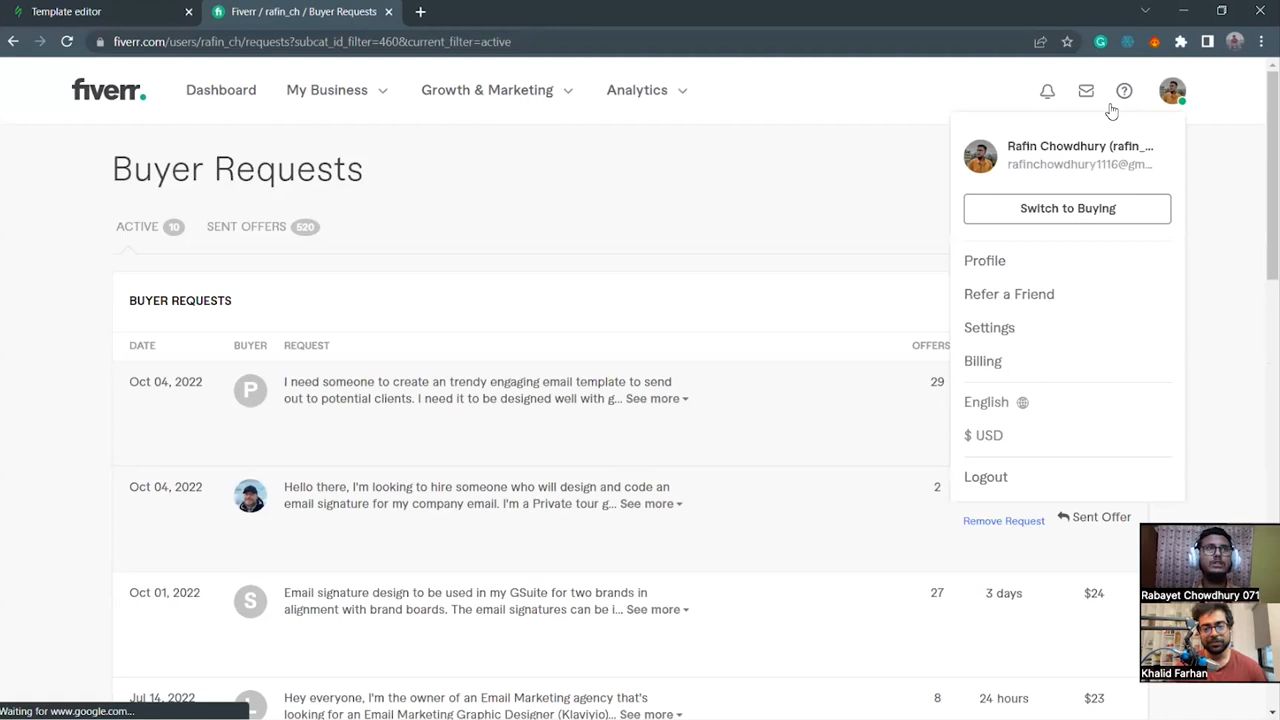 Template editor
Fiverr / rafin_ch / Buyer Requests
fiverr.com/users/rafin_ch/requests?subcat_id_filter=460&current_filter=active
fiverr.
Dashboard
My Business
Growth & Marketing
Analytics
Rafin Chowdhury (rafin_...
rafinchowdhury1116@gm...
Switch to Buying
Profile
Refer a Friend
Settings
Billing
English
$ USD
Logout
Buyer Requests
ACTIVE 10
SENT OFFERS 520
BUYER REQUESTS
DATE BUYER REQUEST OFFERS
Oct 04, 2022 P I need someone to create an trendy engaging email template to send 29
out to potential clients. I need it to be designed well with g... See more
Oct 04, 2022 Hello there, I'm looking to hire someone who will design and code an 2
email signature for my company email. I'm a Private tour g... See more
Remove Request Sent Offer
Oct 01, 2022 S Email signature design to be used in my GSuite for two brands in 27 3 days $24
alignment with brand boards. The email signatures can be i... See more
Jul 14, 2022 Hey everyone, I'm the owner of an Email Marketing agency that's 8 24 hours $23
looking for an Email Marketing Graphic Designer (Klaviyio)... See more
Rabayet Chowdhury 071
Khalid Farhan
Waiting for www.google.com...